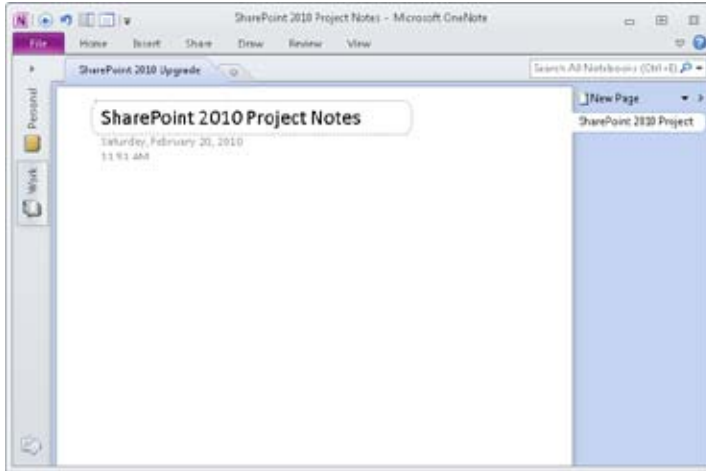 SharePoint 2010 Project Notes - Microsoft OneNote
File Home Insert Share Draw Review View
SharePoint 2010 Upgrade
Search All Notebooks (Ctrl+E)
New Page
SharePoint 2010 Project
Personal
Work
SharePoint 2010 Project Notes
Saturday, February 20, 2010
11:51 AM